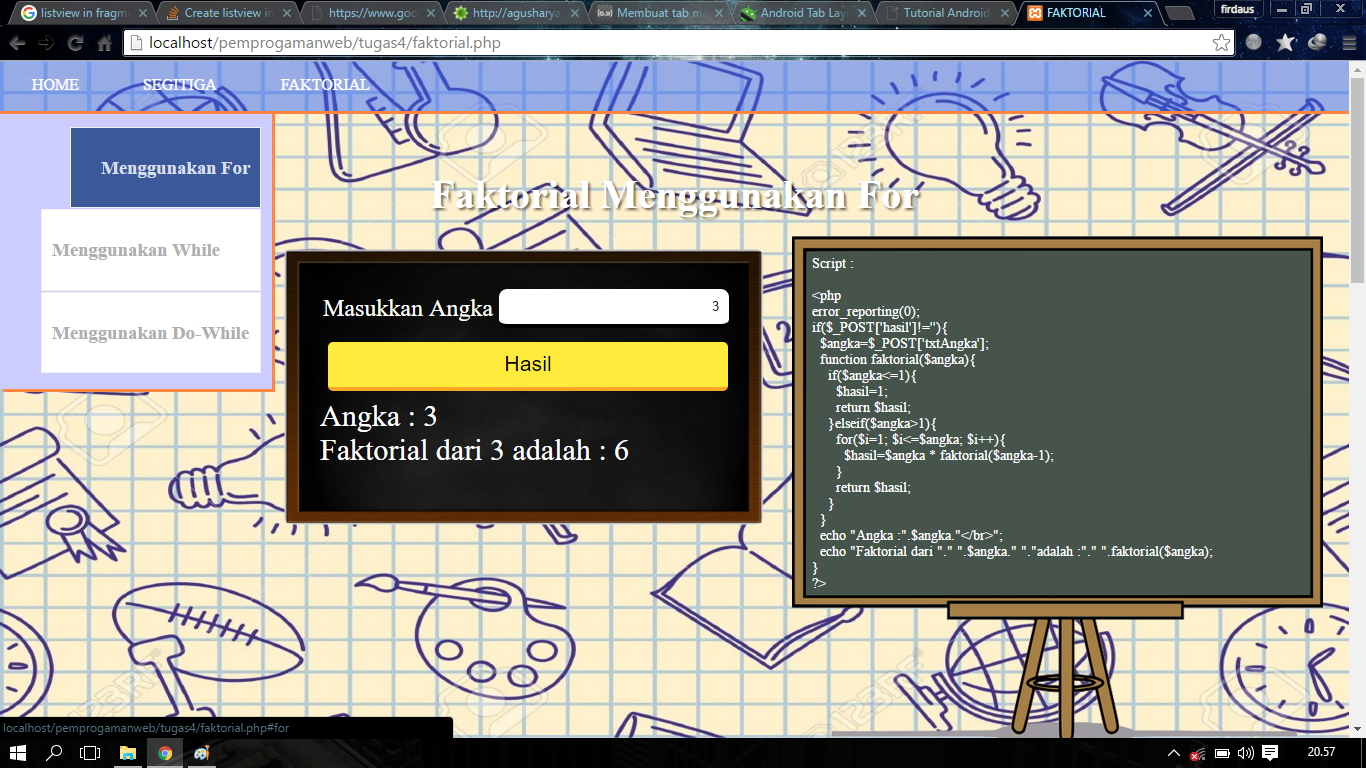 listview in fragm
Create listview in
https://www.goo
http://agusharya
Membuat tab m
Android Tab Lay
Tutorial Android
FAKTORIAL
firdaus
localhost/pemprogamanweb/tugas4/faktorial.php
HOME
SEGITIGA
FAKTORIAL
Menggunakan For
Menggunakan While
Menggunakan Do-While
Faktorial Menggunakan For
Masukkan Angka 3
Hasil
Angka : 3
Faktorial dari 3 adalah : 6
Script :
<php
error_reporting(0);
if($_POST['hasil']!=''){
$angka=$_POST['txtAngka'];
function faktorial($angka){
if($angka<=1){
$hasil=1;
return $hasil;
}elseif($angka>1){
for($i=1; $i<=$angka; $i++){
$hasil=$angka * faktorial($angka-1);
}
return $hasil;
}
}
echo "Angka :".$angka."</br>";
echo "Faktorial dari "." ".$angka." "."adalah :"." ".faktorial($angka);
}
?>
localhost/pemprogamanweb/tugas4/faktorial.php#for
20.57